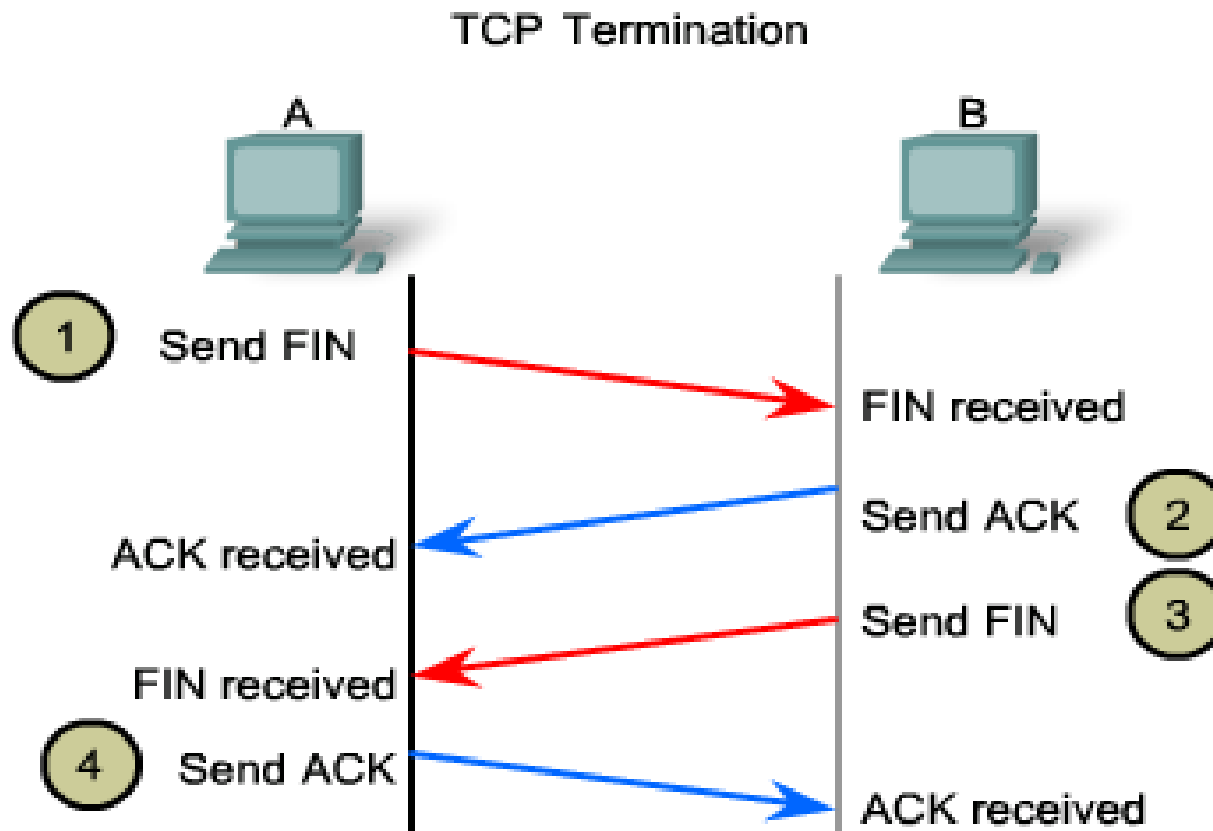 TCP Termination
A
B
1
Send FIN
FIN received
Send ACK
2
ACK received
Send FIN
3
FIN received
4
Send ACK
ACK received